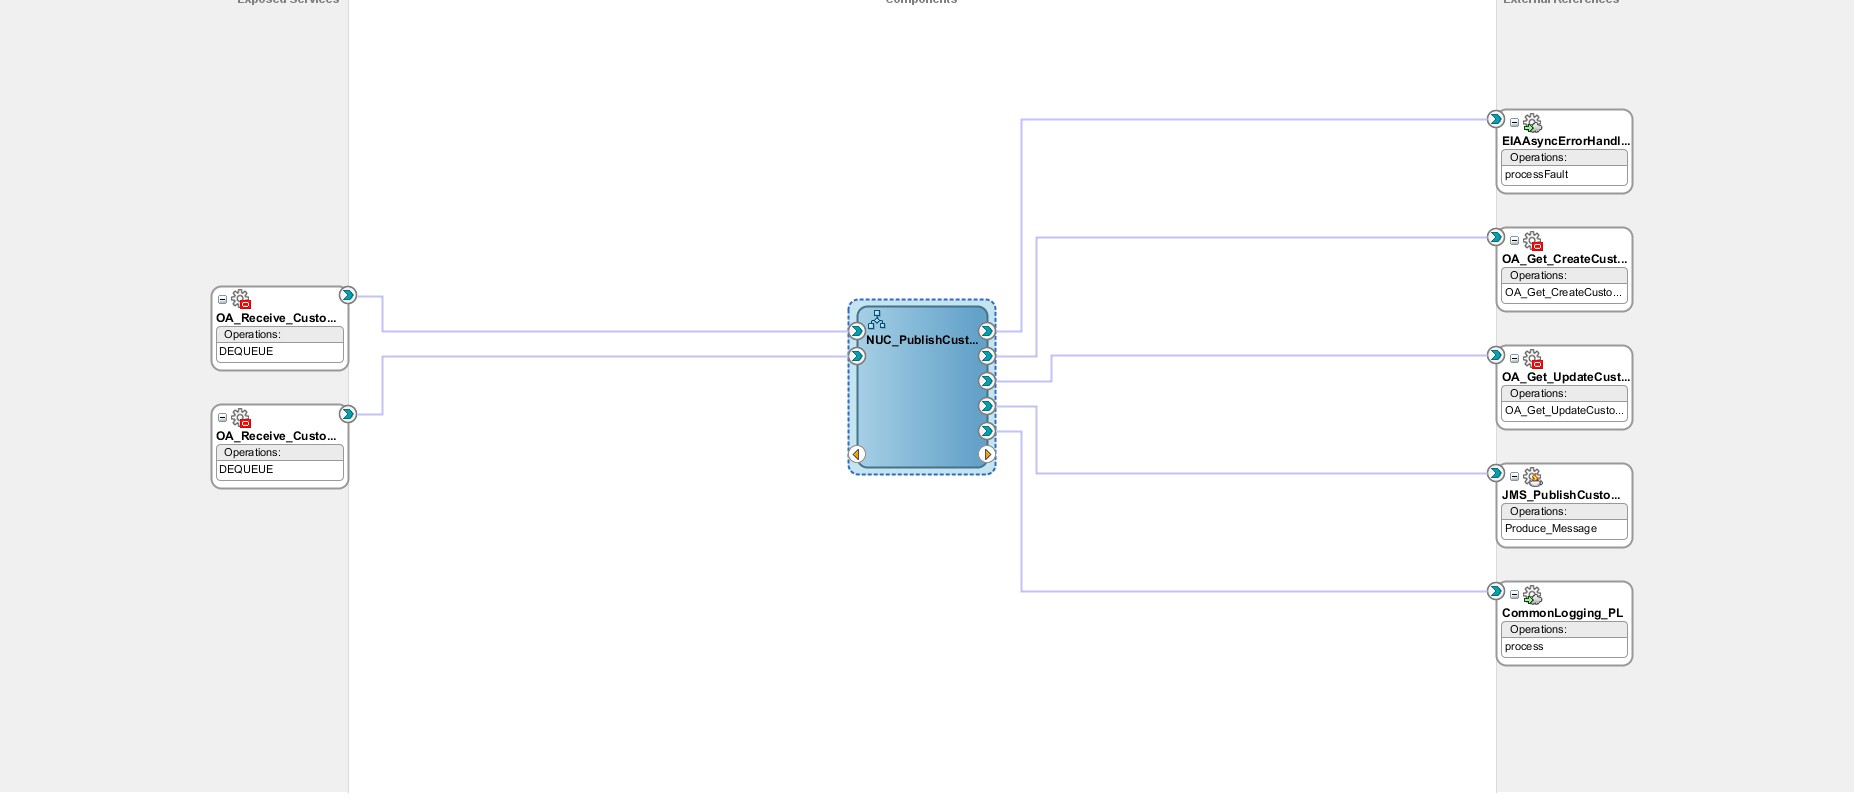 Exposed Services
Components
External References
OA_Receive_Custo...
Operations:
DEQUEUE
OA_Receive_Custo...
Operations:
DEQUEUE
NUC_PublishCust...
EIAAsyncErrorHandl...
Operations:
processFault
OA_Get_CreateCust...
Operations:
OA_Get_CreateCusto...
OA_Get_UpdateCust...
Operations:
OA_Get_UpdateCusto...
JMS_PublishCusto...
Operations:
Produce_Message
CommonLogging_PL
Operations:
process